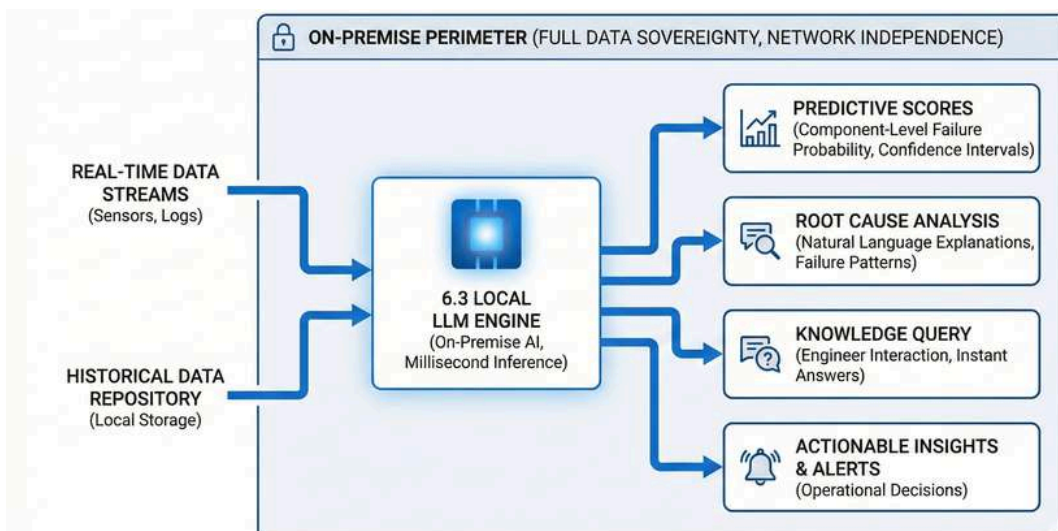 ON-PREMISE PERIMETER (FULL DATA SOVEREIGNTY, NETWORK INDEPENDENCE)
REAL-TIME DATA
STREAMS
(Sensors, Logs)
HISTORICAL DATA
REPOSITORY
(Local Storage)
6.3 LOCAL
LLM ENGINE
(On-Premise AI,
Millisecond Inference)
PREDICTIVE SCORES
(Component-Level Failure
Probability, Confidence Intervals)
ROOT CAUSE ANALYSIS
(Natural Language Explanations,
Failure Patterns)
KNOWLEDGE QUERY
(Engineer Interaction, Instant
Answers)
ACTIONABLE INSIGHTS
& ALERTS
(Operational Decisions)